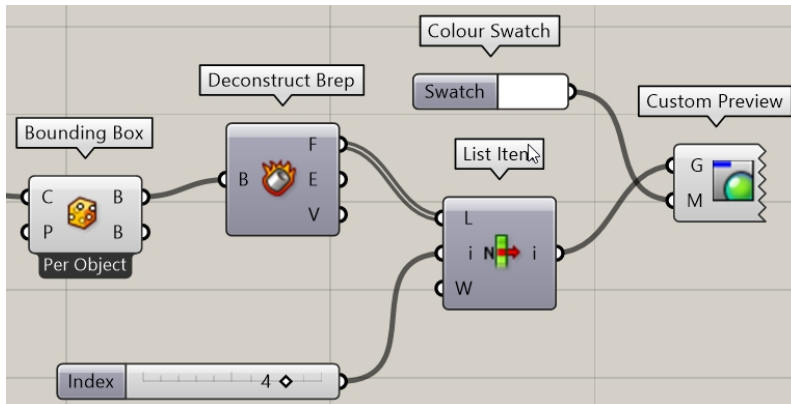 Colour Swatch
Swatch
Deconstruct Brep
F
B
E
V
Custom Preview
G
M
Bounding Box
C
B
P
B
Per Object
List Item
L
i
N
i
W
Index
4